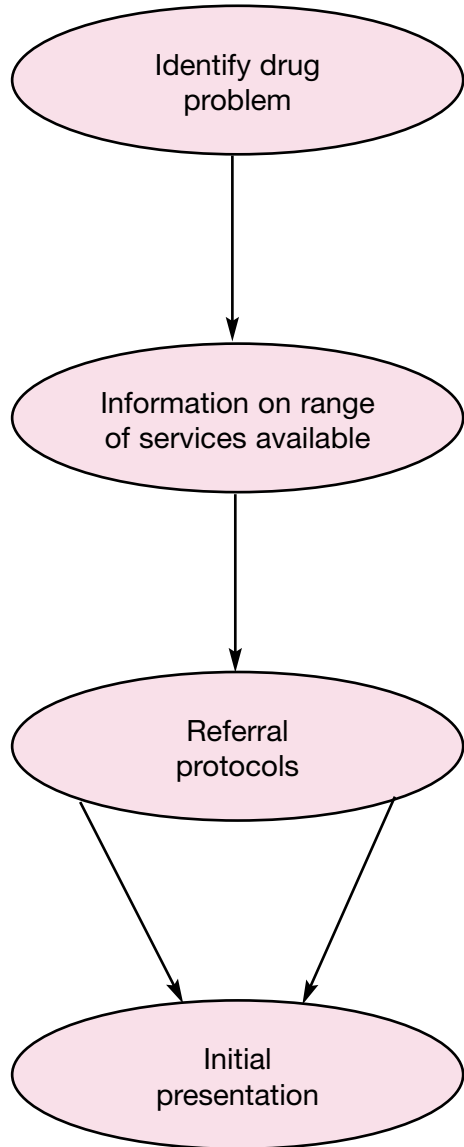 Identify drug
problem
Information on range
of services available
Referral
protocols
Initial
presentation